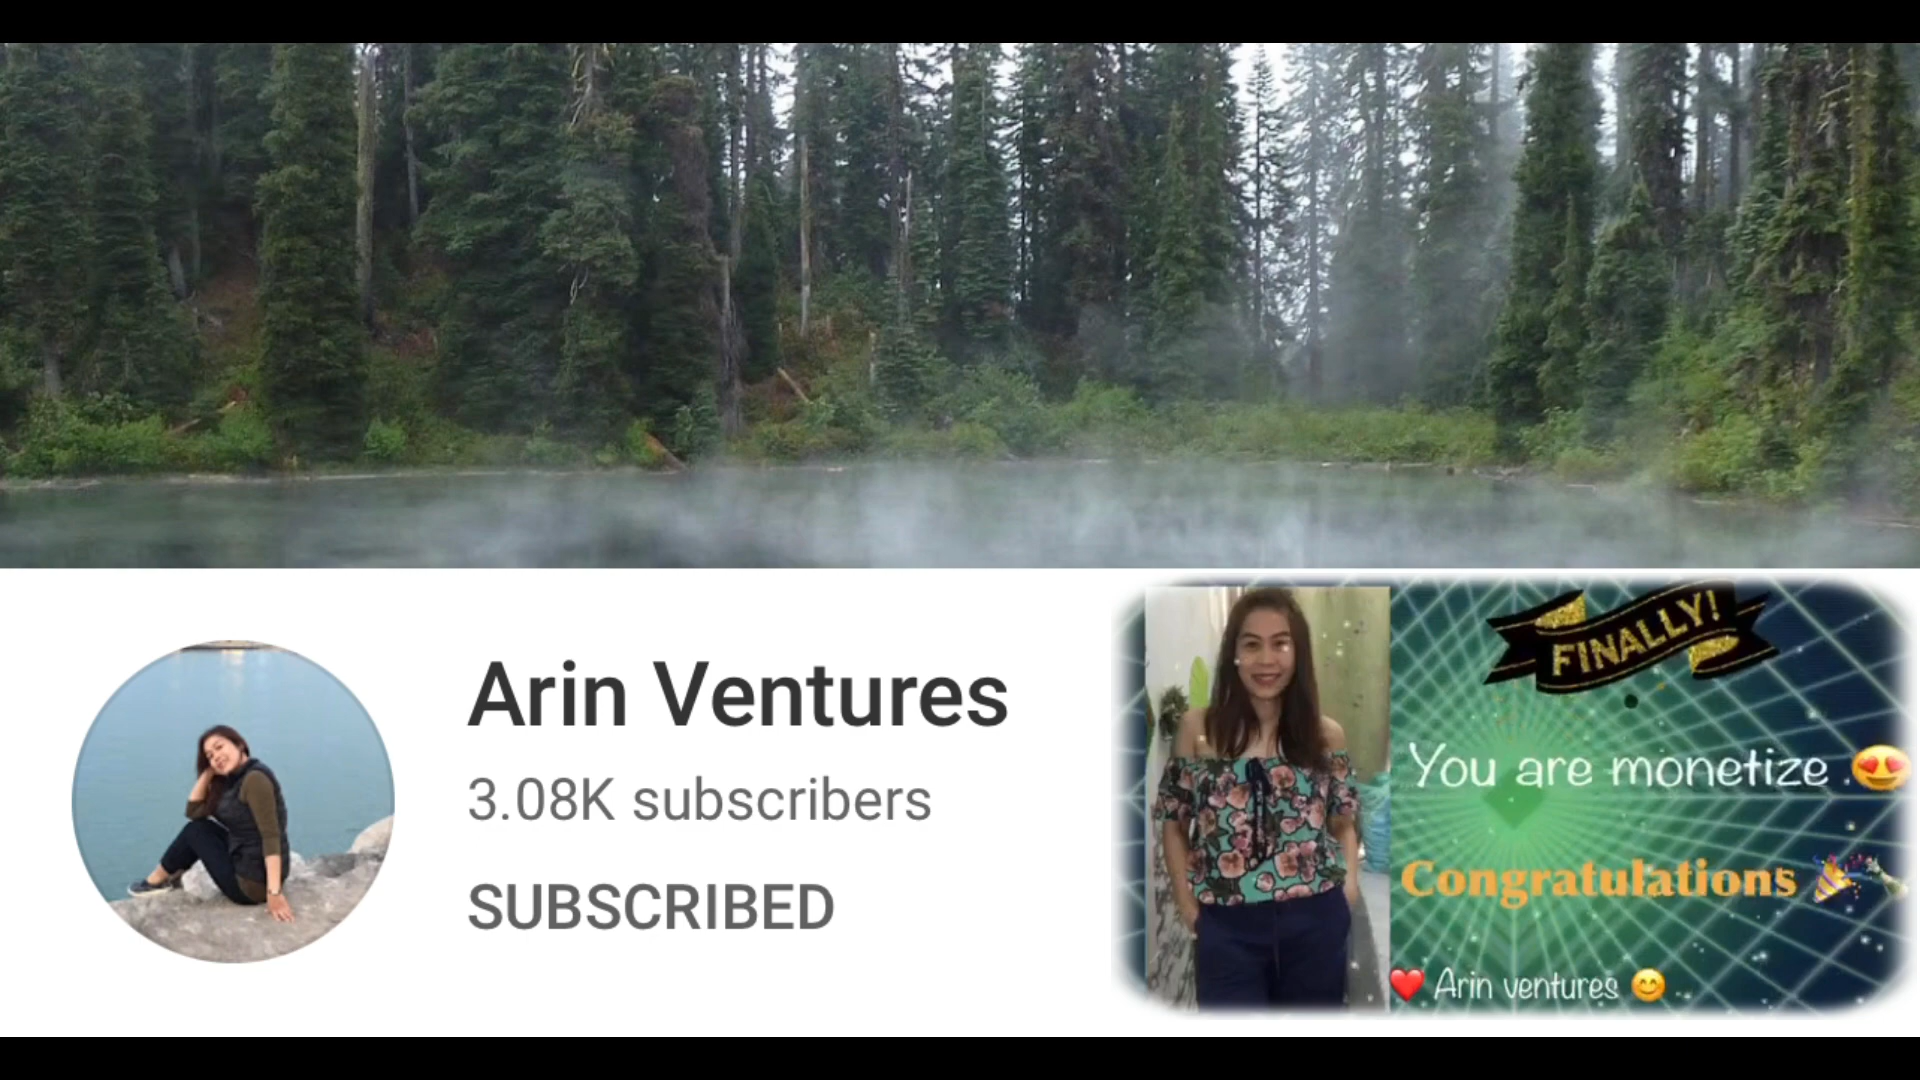 Arin Ventures
3.08K subscribers
SUBSCRIBED
FINALLY!
You are monetize 😍
Congratulations 🎉🍾
❤️ Arin ventures 😊